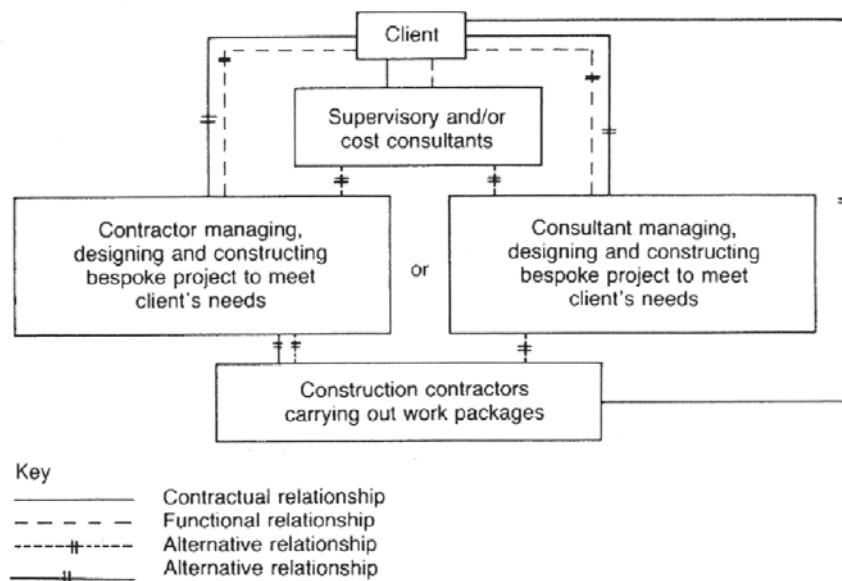 Client
Supervisory and/or
cost consultants
Contractor managing,
designing and constructing
bespoke project to meet
client's needs
or
Consultant managing,
designing and constructing
bespoke project to meet
client's needs
Construction contractors
carrying out work packages
Key
Contractual relationship
Functional relationship
Alternative relationship
Alternative relationship